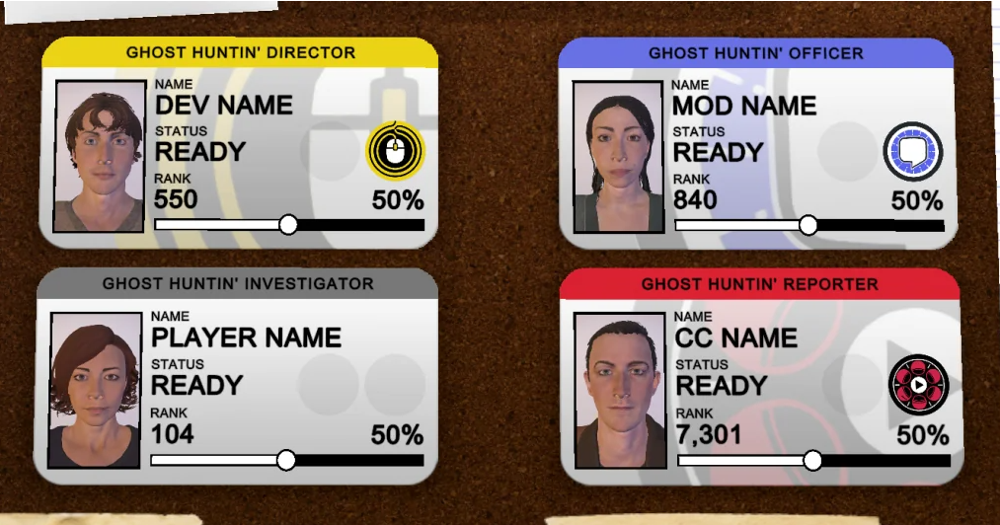 GHOST HUNTIN' DIRECTOR
NAME
DEV NAME
STATUS
READY
RANK
550
50%
GHOST HUNTIN' OFFICER
NAME
MOD NAME
STATUS
READY
RANK
840
50%
GHOST HUNTIN' INVESTIGATOR
NAME
PLAYER NAME
STATUS
READY
RANK
104
50%
GHOST HUNTIN' REPORTER
NAME
CC NAME
STATUS
READY
RANK
7,301
50%